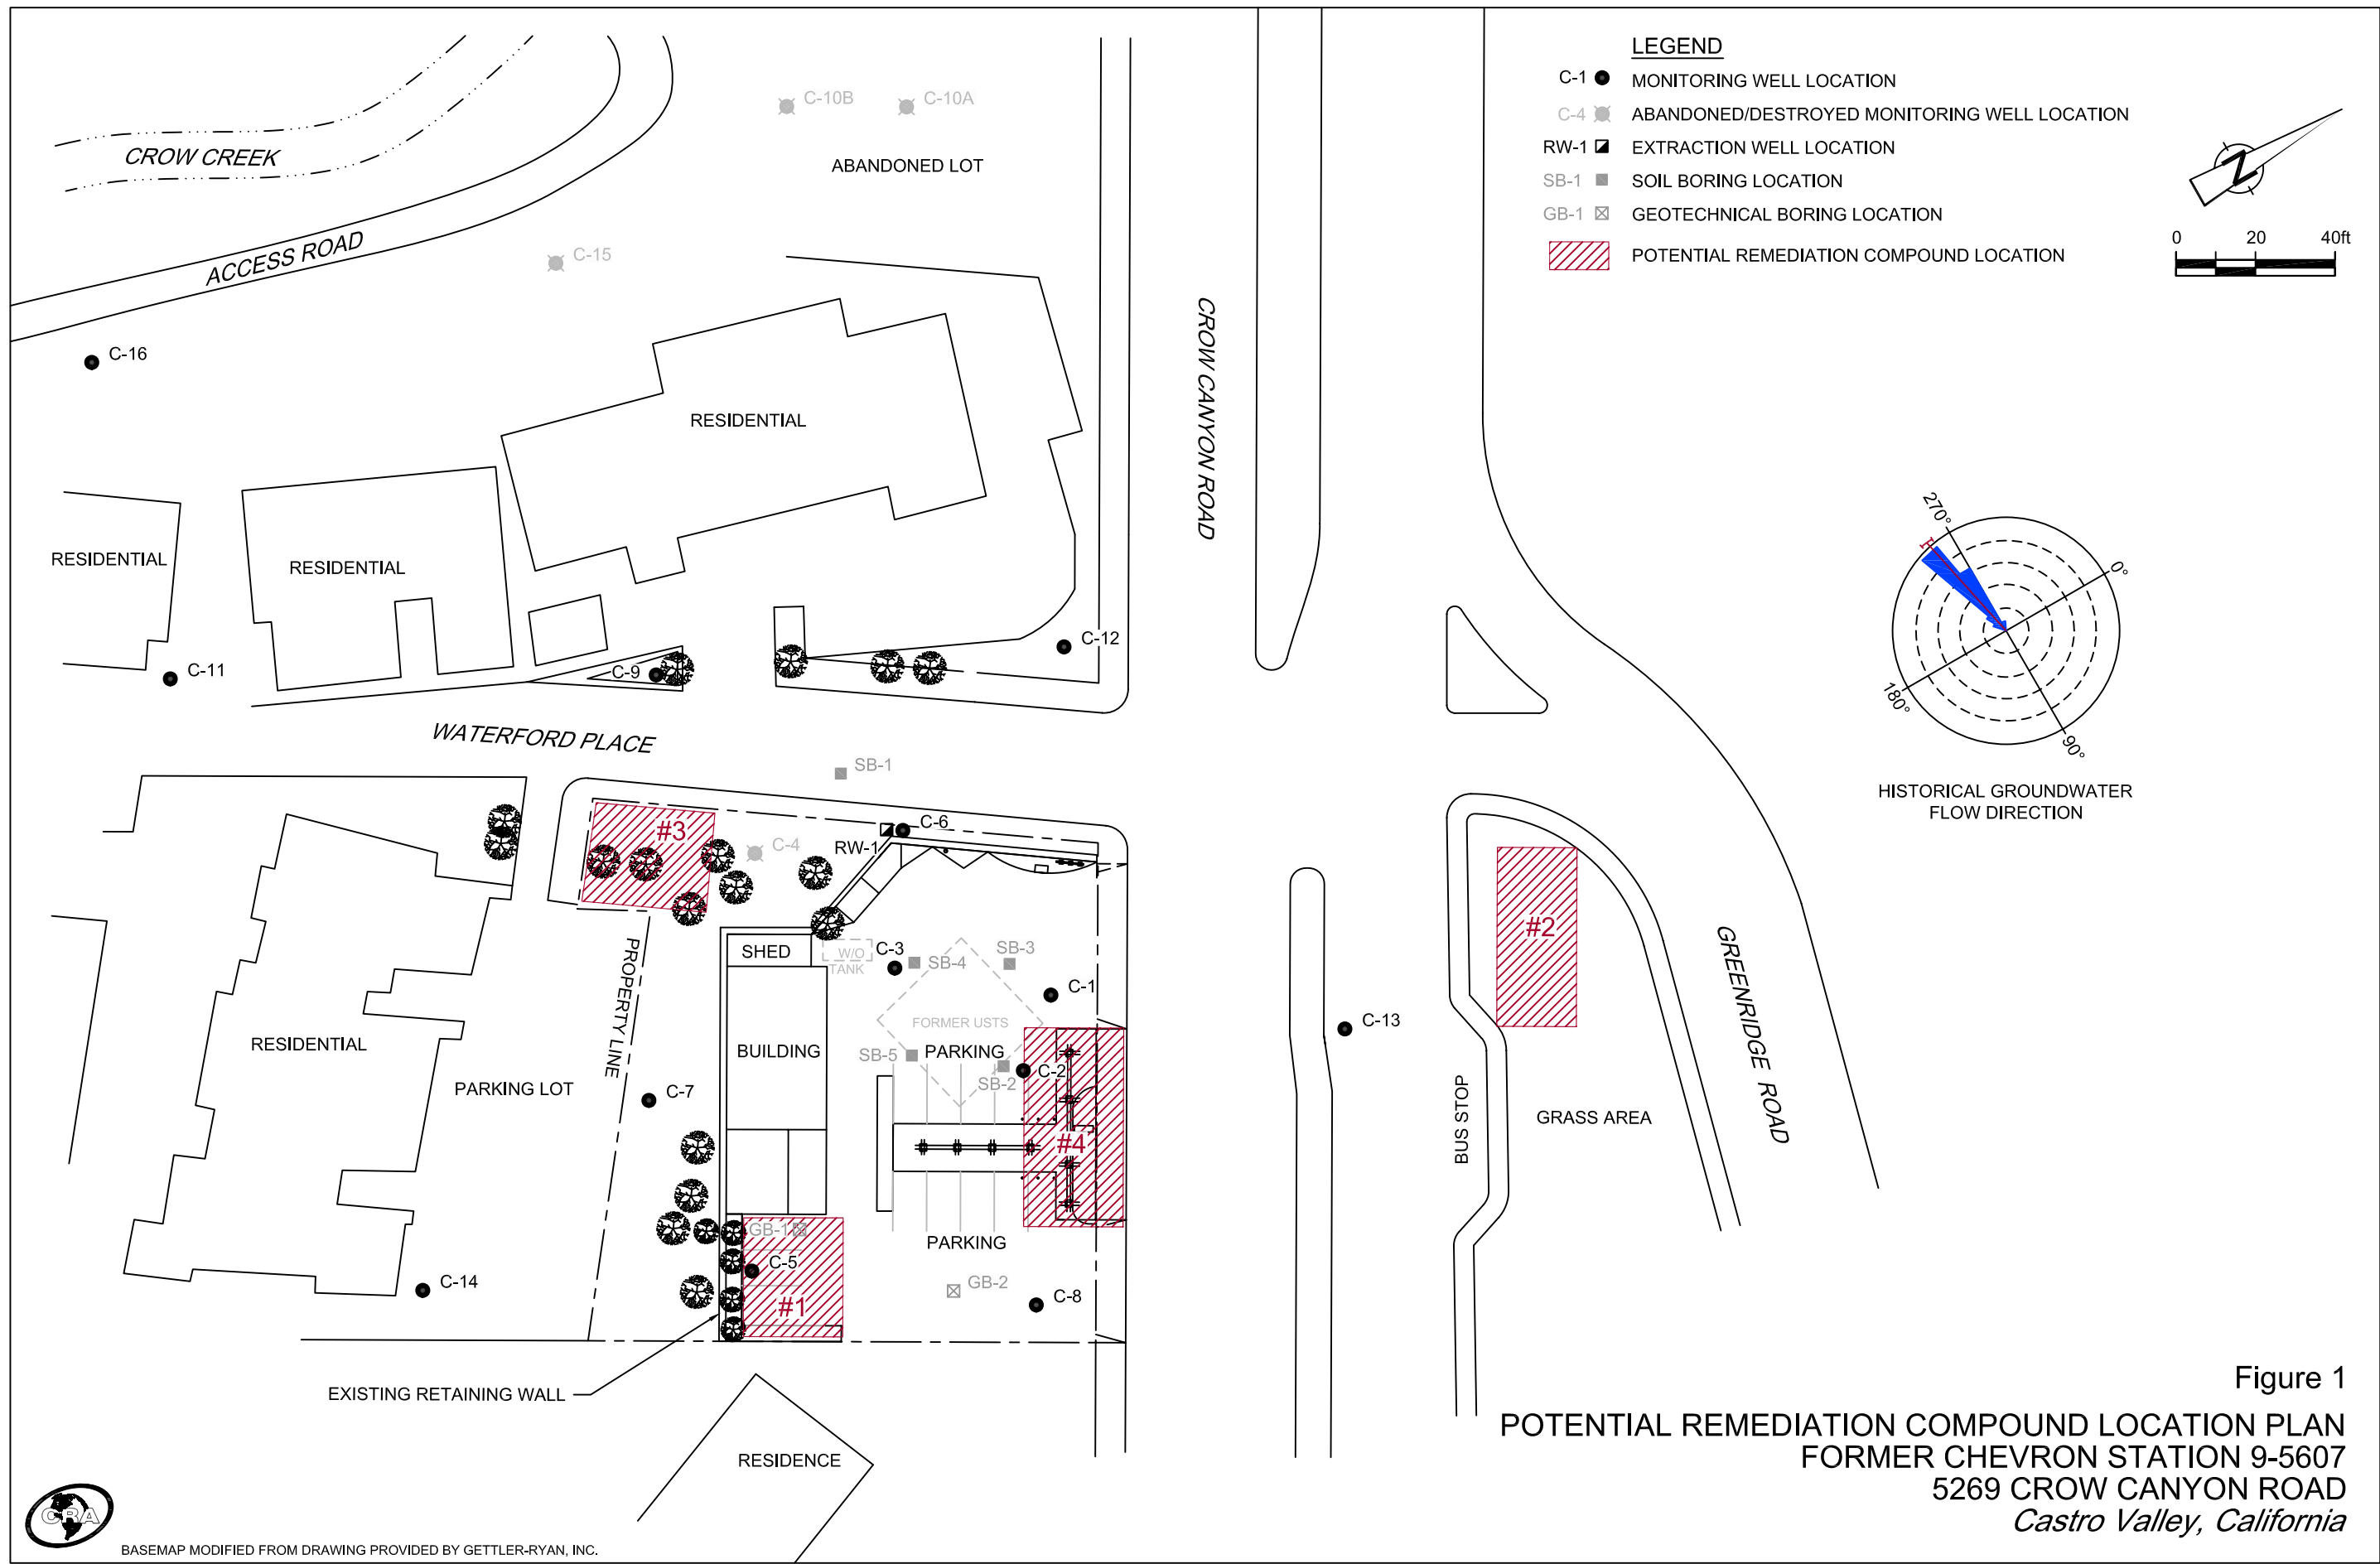 LEGEND
C-1 MONITORING WELL LOCATION
C-4 ABANDONED/DESTROYED MONITORING WELL LOCATION
RW-1 EXTRACTION WELL LOCATION
SB-1 SOIL BORING LOCATION
GB-1 GEOTECHNICAL BORING LOCATION
POTENTIAL REMEDIATION COMPOUND LOCATION
N
0 20 40ft
C-10B
C-10A
CROW CREEK
ABANDONED LOT
ACCESS ROAD
C-15
C-16
CROW CANYON ROAD
RESIDENTIAL
RESIDENTIAL
RESIDENTIAL
270°
0°
180°
90°
HISTORICAL GROUNDWATER
FLOW DIRECTION
C-12
C-9
C-11
WATERFORD PLACE
SB-1
#3
C-4
RW-1
C-6
#2
GREENRIDGE ROAD
PROPERTY LINE
SHED
W/O
TANK
C-3
SB-4
SB-3
C-1
FORMER USTS
C-13
RESIDENTIAL
BUILDING
SB-5
PARKING
SB-2
C-2
PARKING LOT
C-7
BUS STOP
GRASS AREA
#4
GB-1
PARKING
C-5
C-14
GB-2
C-8
#1
EXISTING RETAINING WALL
RESIDENCE
Figure 1
POTENTIAL REMEDIATION COMPOUND LOCATION PLAN
FORMER CHEVRON STATION 9-5607
5269 CROW CANYON ROAD
Castro Valley, California
CRA
BASEMAP MODIFIED FROM DRAWING PROVIDED BY GETTLER-RYAN, INC.